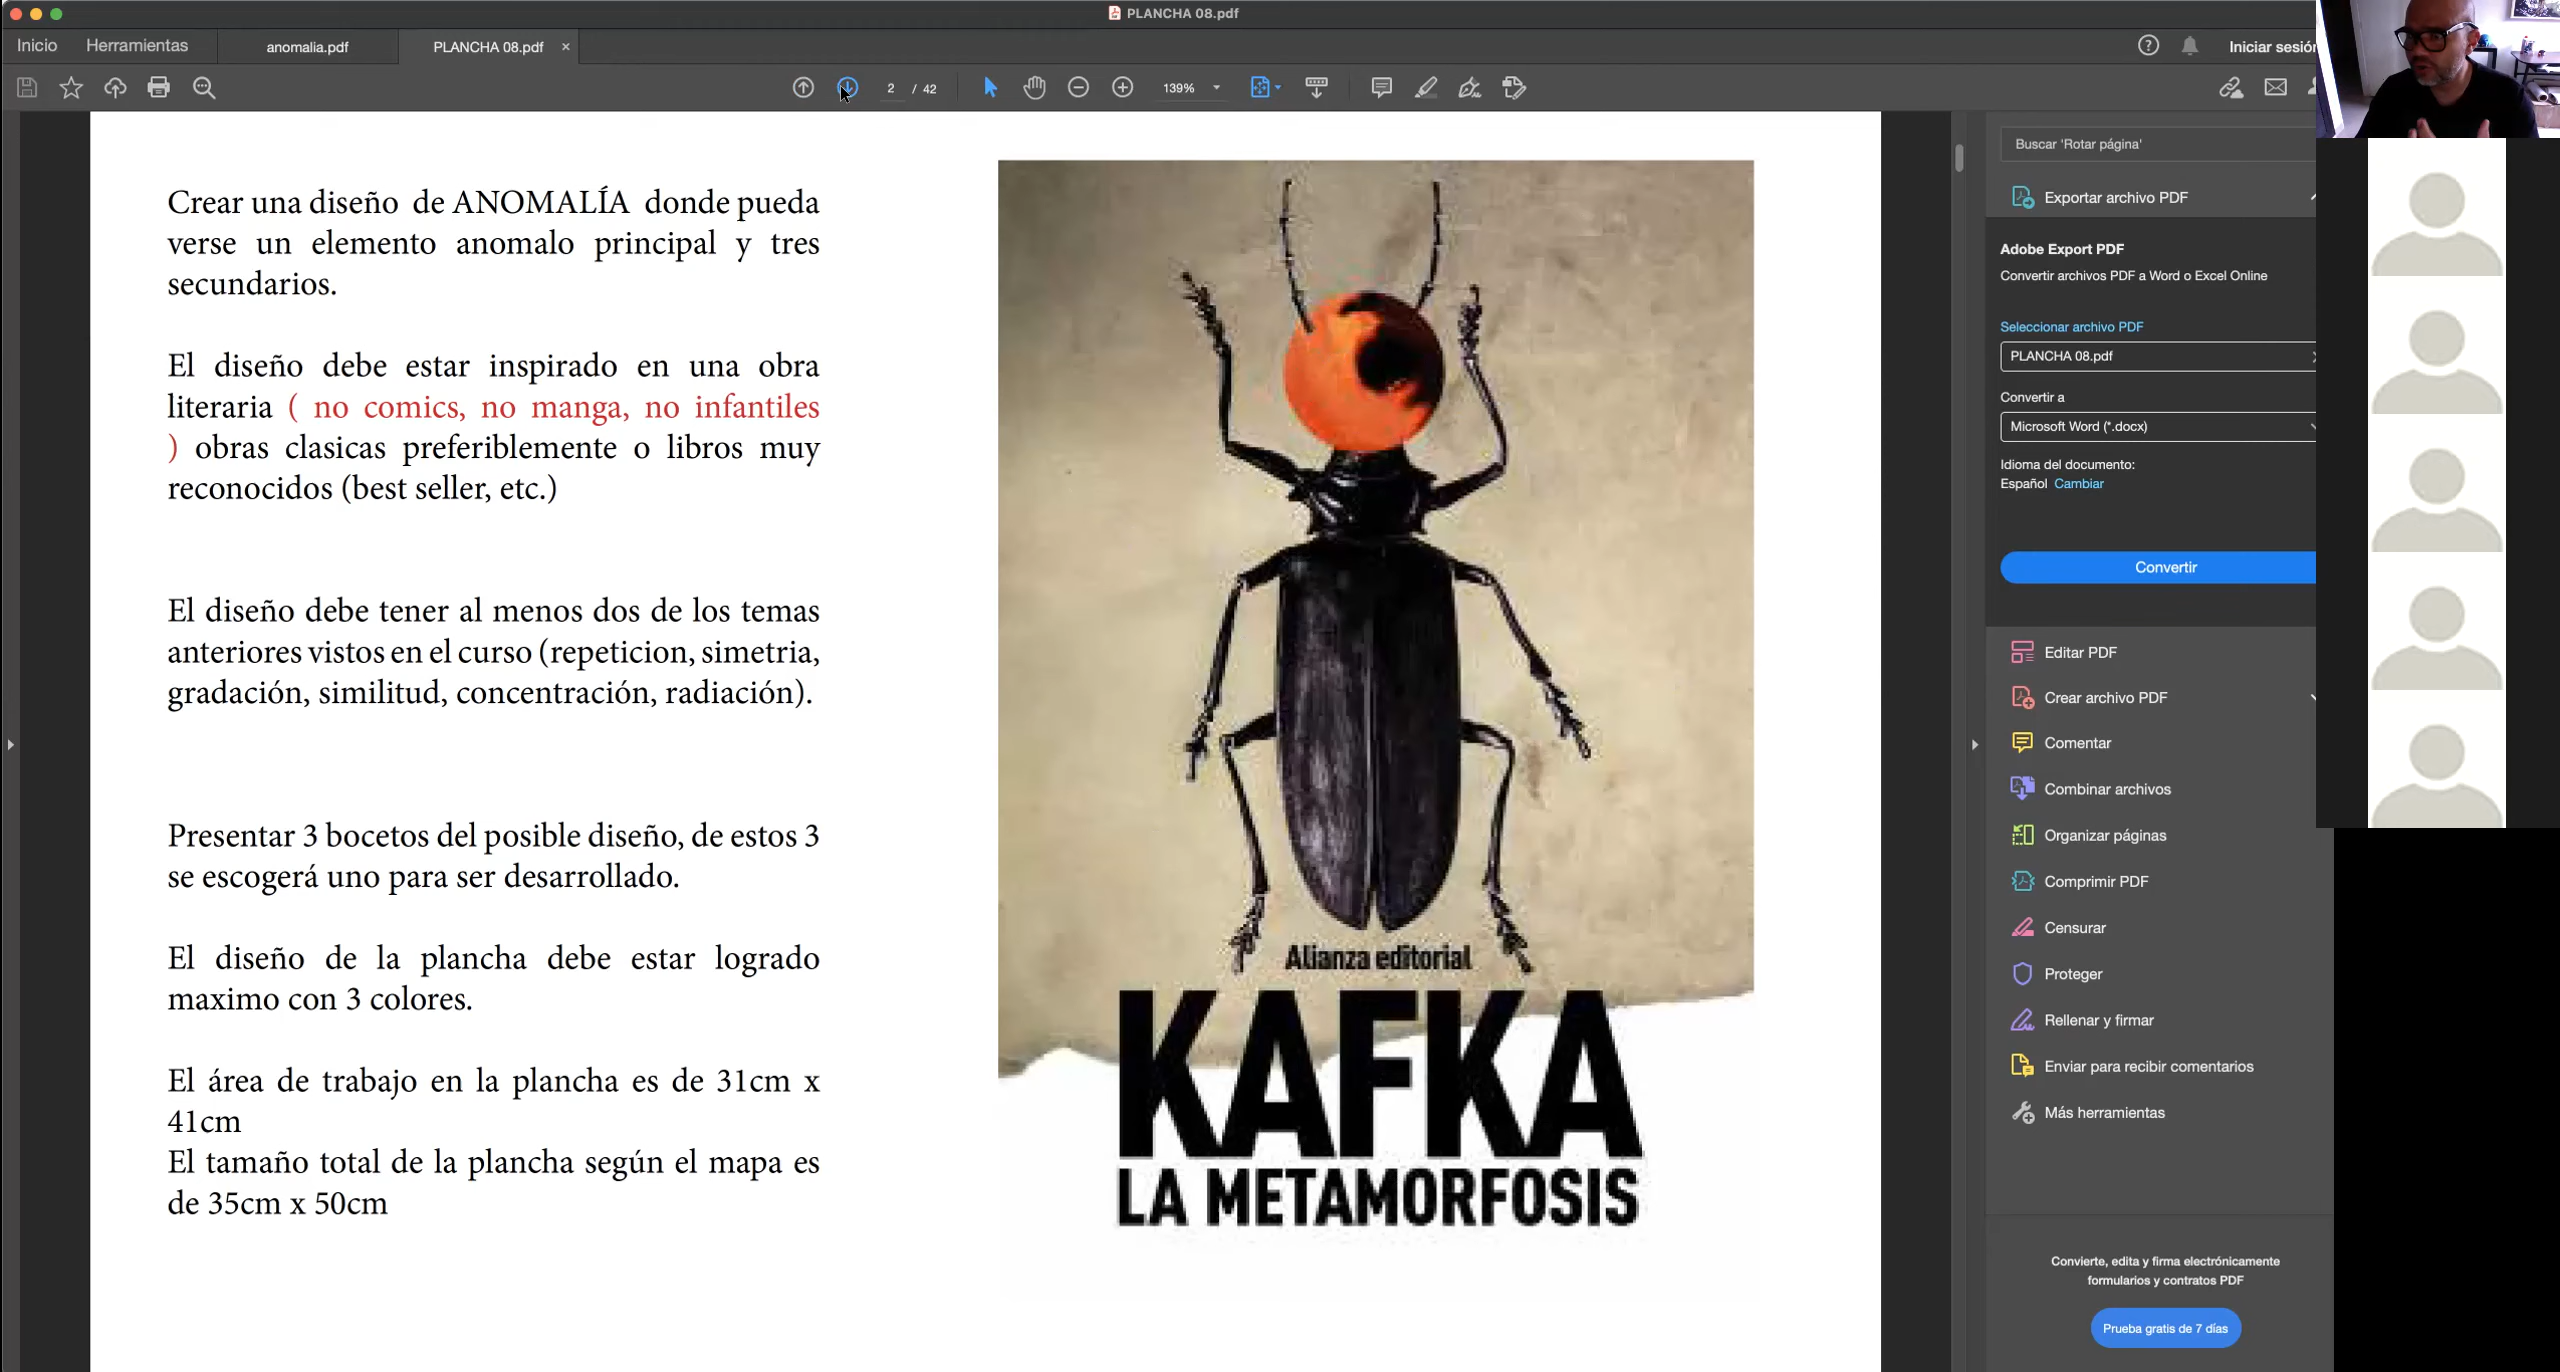 PLANCHA 08.pdf
Inicio
Herramientas
anomalia.pdf
PLANCHA 08.pdf
Iniciar sesión
2 / 42
139%
Crear una diseño de ANOMALÍA donde pueda
verse un elemento anomalo principal y tres
secundarios.
El diseño debe estar inspirado en una obra
literaria ( no comics, no manga, no infantiles
) obras clasicas preferiblemente o libros muy
reconocidos (best seller, etc.)
El diseño debe tener al menos dos de los temas
anteriores vistos en el curso (repeticion, simetria,
gradación, similitud, concentración, radiación).
Presentar 3 bocetos del posible diseño, de estos 3
se escogerá uno para ser desarrollado.
El diseño de la plancha debe estar logrado
maximo con 3 colores.
El área de trabajo en la plancha es de 31cm x
41cm
El tamaño total de la plancha según el mapa es
de 35cm x 50cm
Alianza editorial
KAFKA
LA METAMORFOSIS
Buscar 'Rotar página'
Exportar archivo PDF
Adobe Export PDF
Convertir archivos PDF a Word o Excel Online
Seleccionar archivo PDF
PLANCHA 08.pdf
Convertir a
Microsoft Word (*.docx)
Idioma del documento:
Español Cambiar
Convertir
Editar PDF
Crear archivo PDF
Comentar
Combinar archivos
Organizar páginas
Comprimir PDF
Censurar
Proteger
Rellenar y firmar
Enviar para recibir comentarios
Más herramientas
Convierte, edita y firma electrónicamente
formularios y contratos PDF
Prueba gratis de 7 días